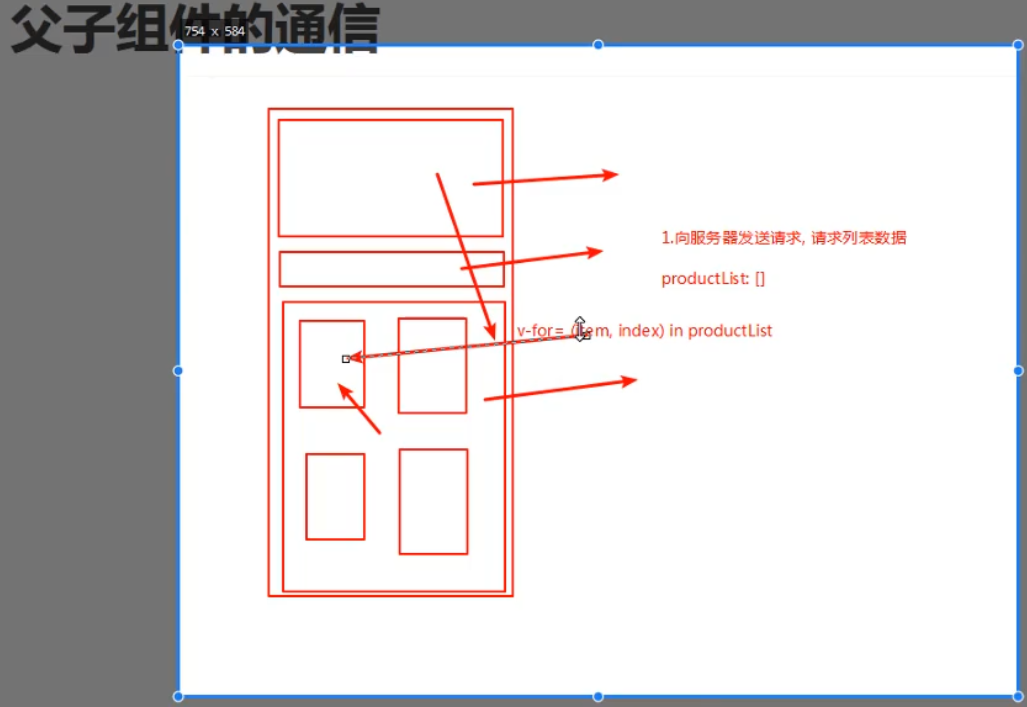 父子组件的通信
754 x 584
1.向服务器发送请求, 请求列表数据
productList: []
v-for= (item, index) in productList